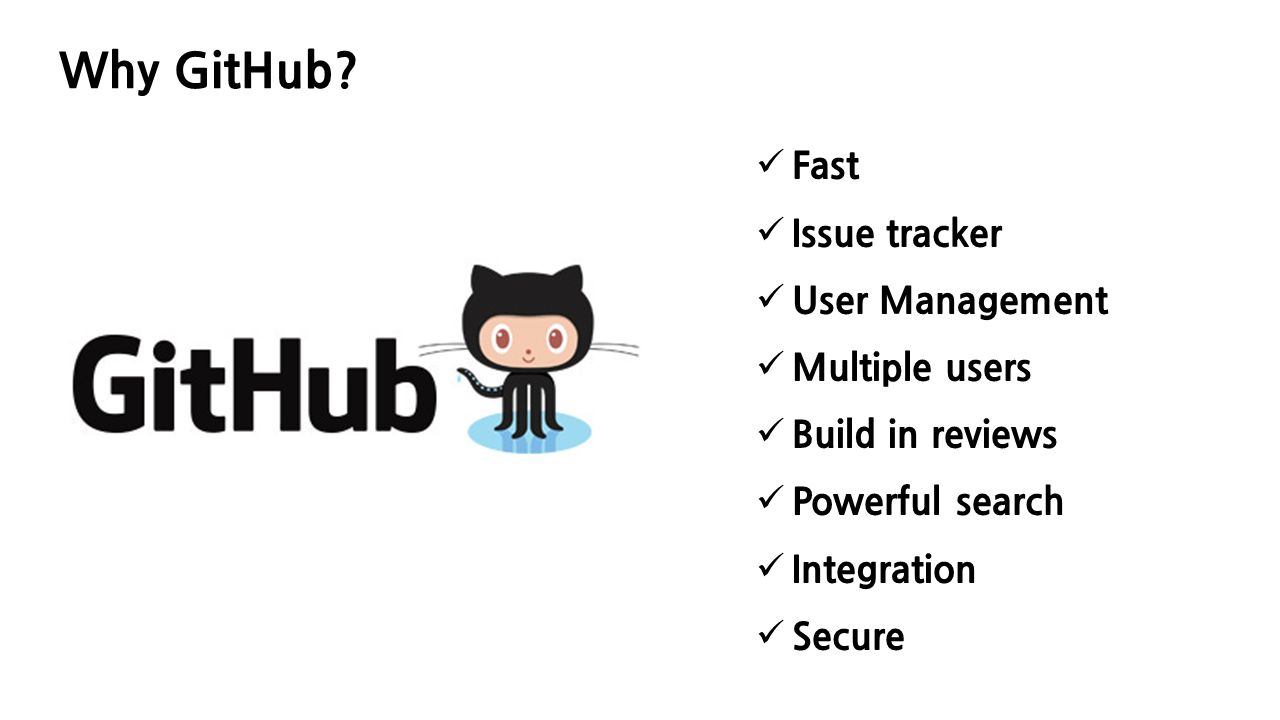 Why GitHub?
GitHub
✓ Fast
✓ Issue tracker
✓ User Management
✓ Multiple users
✓ Build in reviews
✓ Powerful search
✓ Integration
✓ Secure